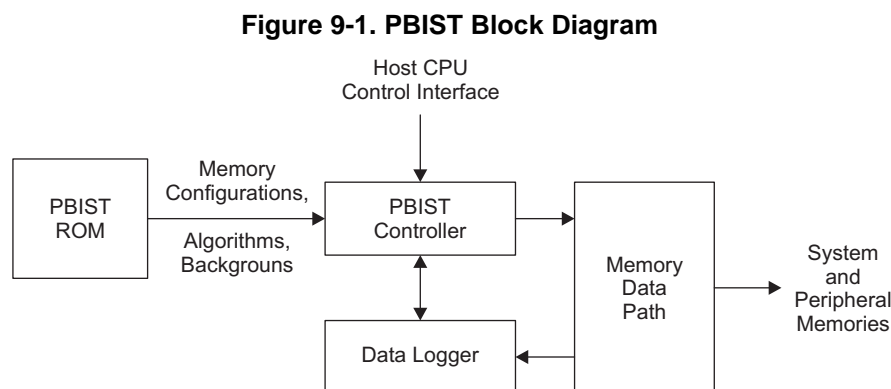 Figure 9-1. PBIST Block Diagram
Host CPU
Control Interface
PBIST
ROM
Memory
Configurations,
Algorithms,
Backgrouns
PBIST
Controller
Data Logger
Memory
Data
Path
System
and
Peripheral
Memories